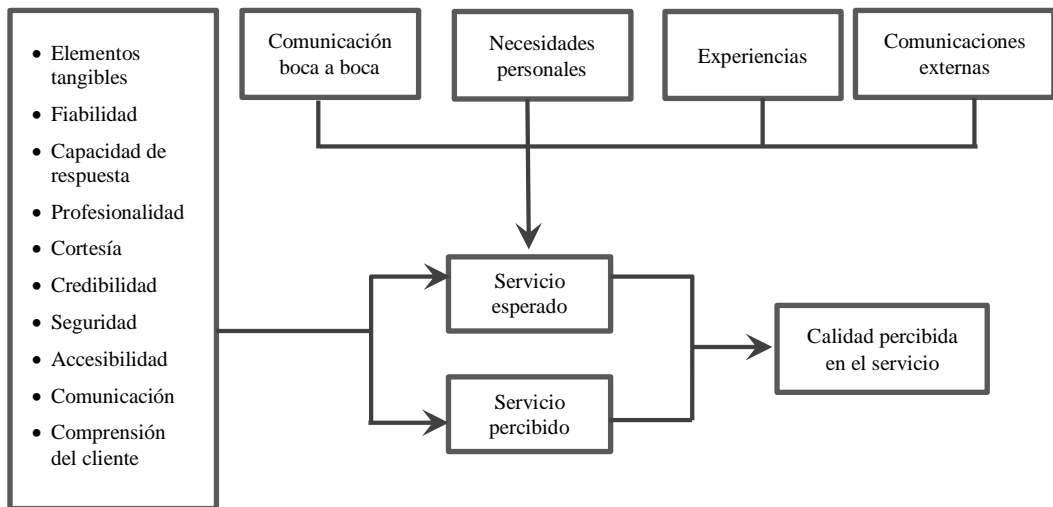 • Elementos
tangibles
• Fiabilidad
• Capacidad de
respuesta
• Profesionalidad
• Cortesía
• Credibilidad
• Seguridad
• Accesibilidad
• Comunicación
• Comprensión
del cliente
Comunicación
boca a boca
Necesidades
personales
Experiencias
Comunicaciones
externas
Servicio
esperado
Servicio
percibido
Calidad percibida
en el servicio